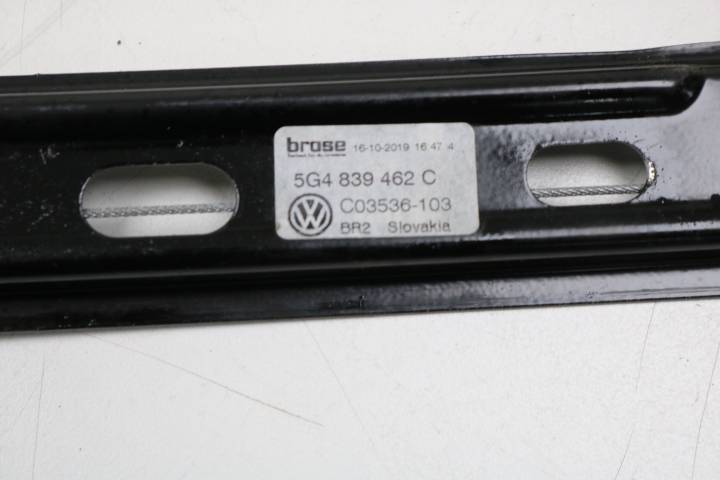 brose 16-10-2019 16 47 4
5G4 839 462 C
C03536-103
BR2 Slovakia